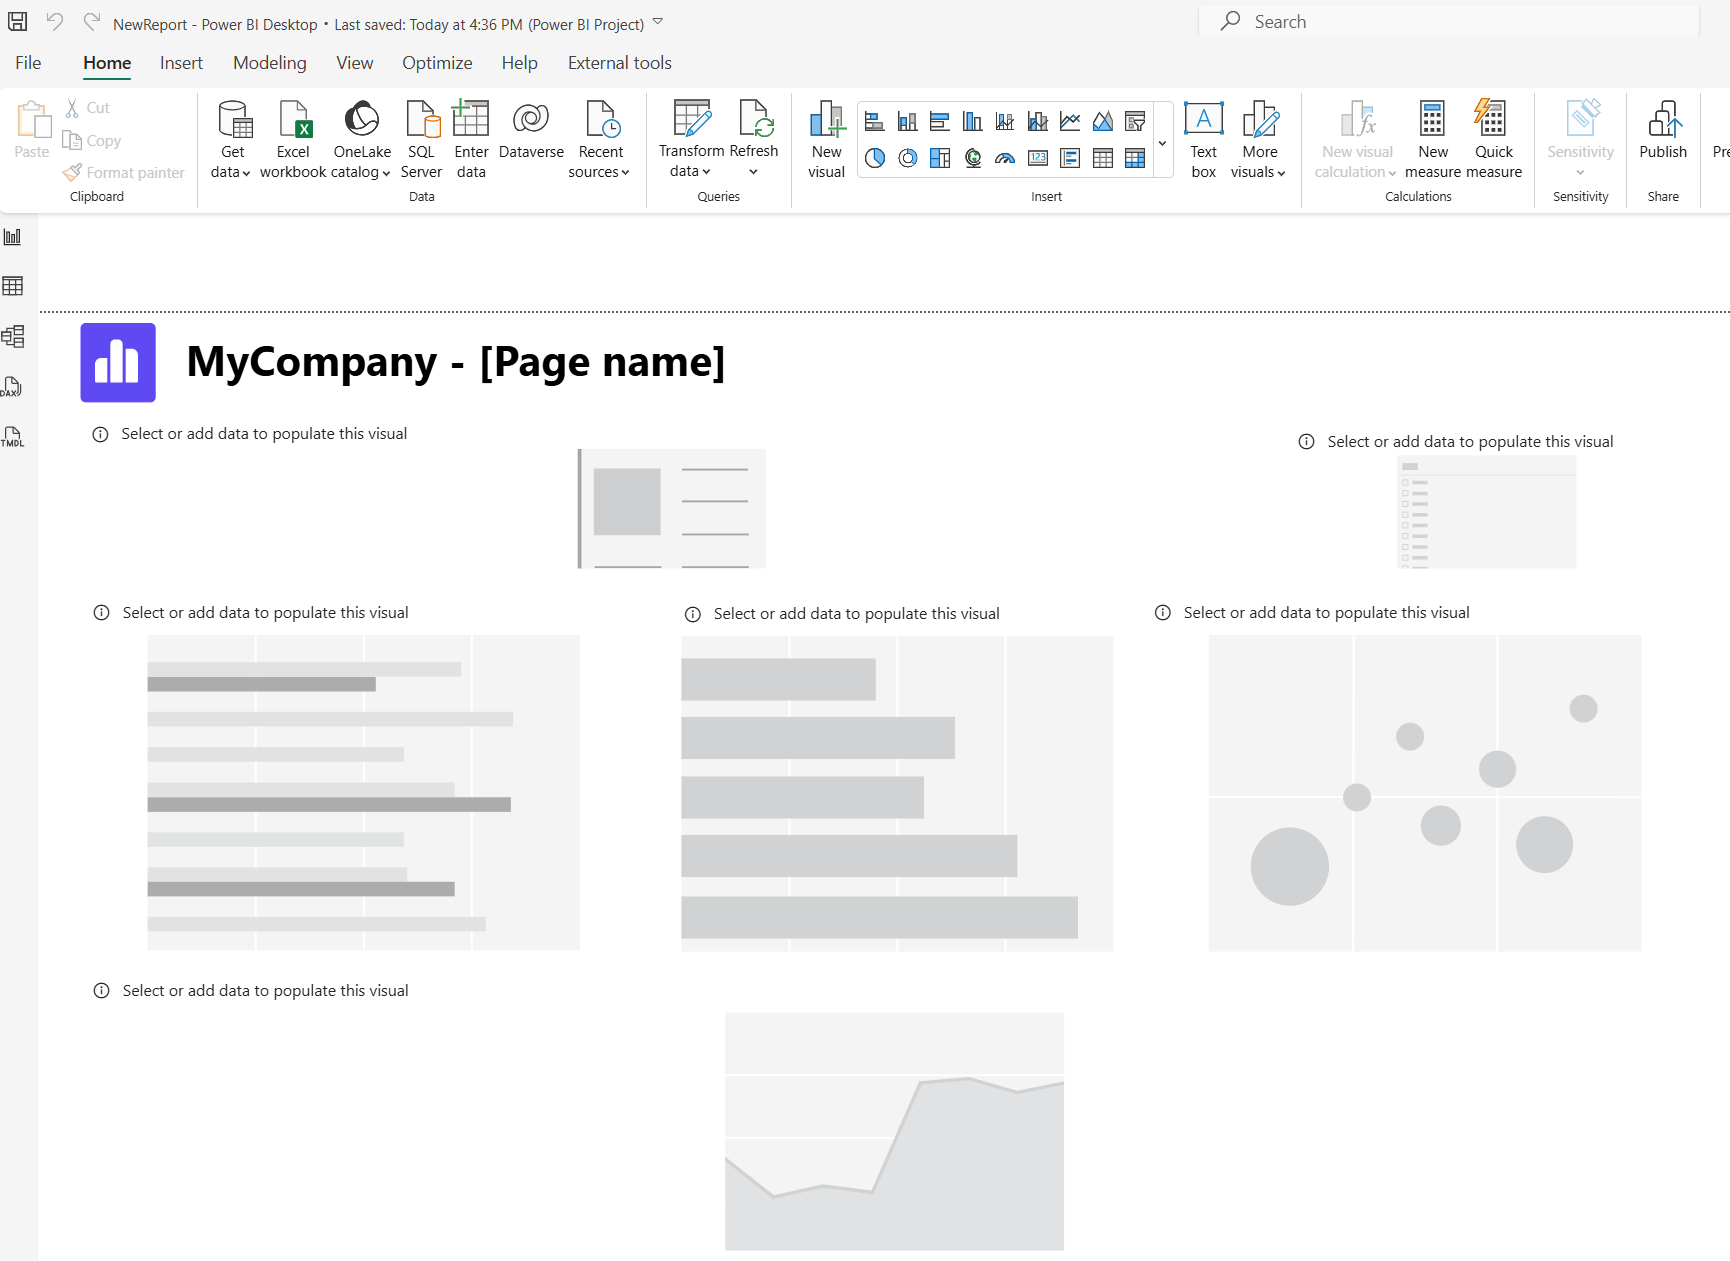 NewReport - Power BI Desktop • Last saved: Today at 4:36 PM (Power BI Project)
Search
File Home Insert Modeling View Optimize Help External tools
Paste
Cut
Copy
Format painter
Clipboard
Get data
Excel workbook
OneLake catalog
SQL Server
Enter data
Dataverse
Recent sources
Data
Transform data
Refresh
Queries
New visual
123
A
Text box
More visuals
Insert
New visual calculation
fx
New measure
Quick measure
Calculations
Sensitivity
Sensitivity
Publish
Share
DAX
TMDL
MyCompany - [Page name]
Select or add data to populate this visual
Select or add data to populate this visual
Select or add data to populate this visual
Select or add data to populate this visual
Select or add data to populate this visual
Select or add data to populate this visual